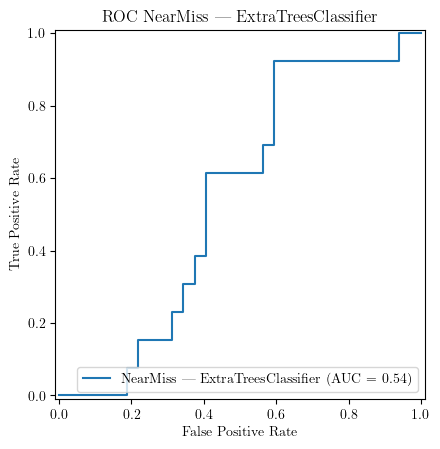 ROC NearMiss — ExtraTreesClassifier
1.0
0.8
0.6
0.4
0.2
0.0
True Positive Rate
NearMiss — ExtraTreesClassifier (AUC = 0.54)
0.0 0.2 0.4 0.6 0.8 1.0
False Positive Rate